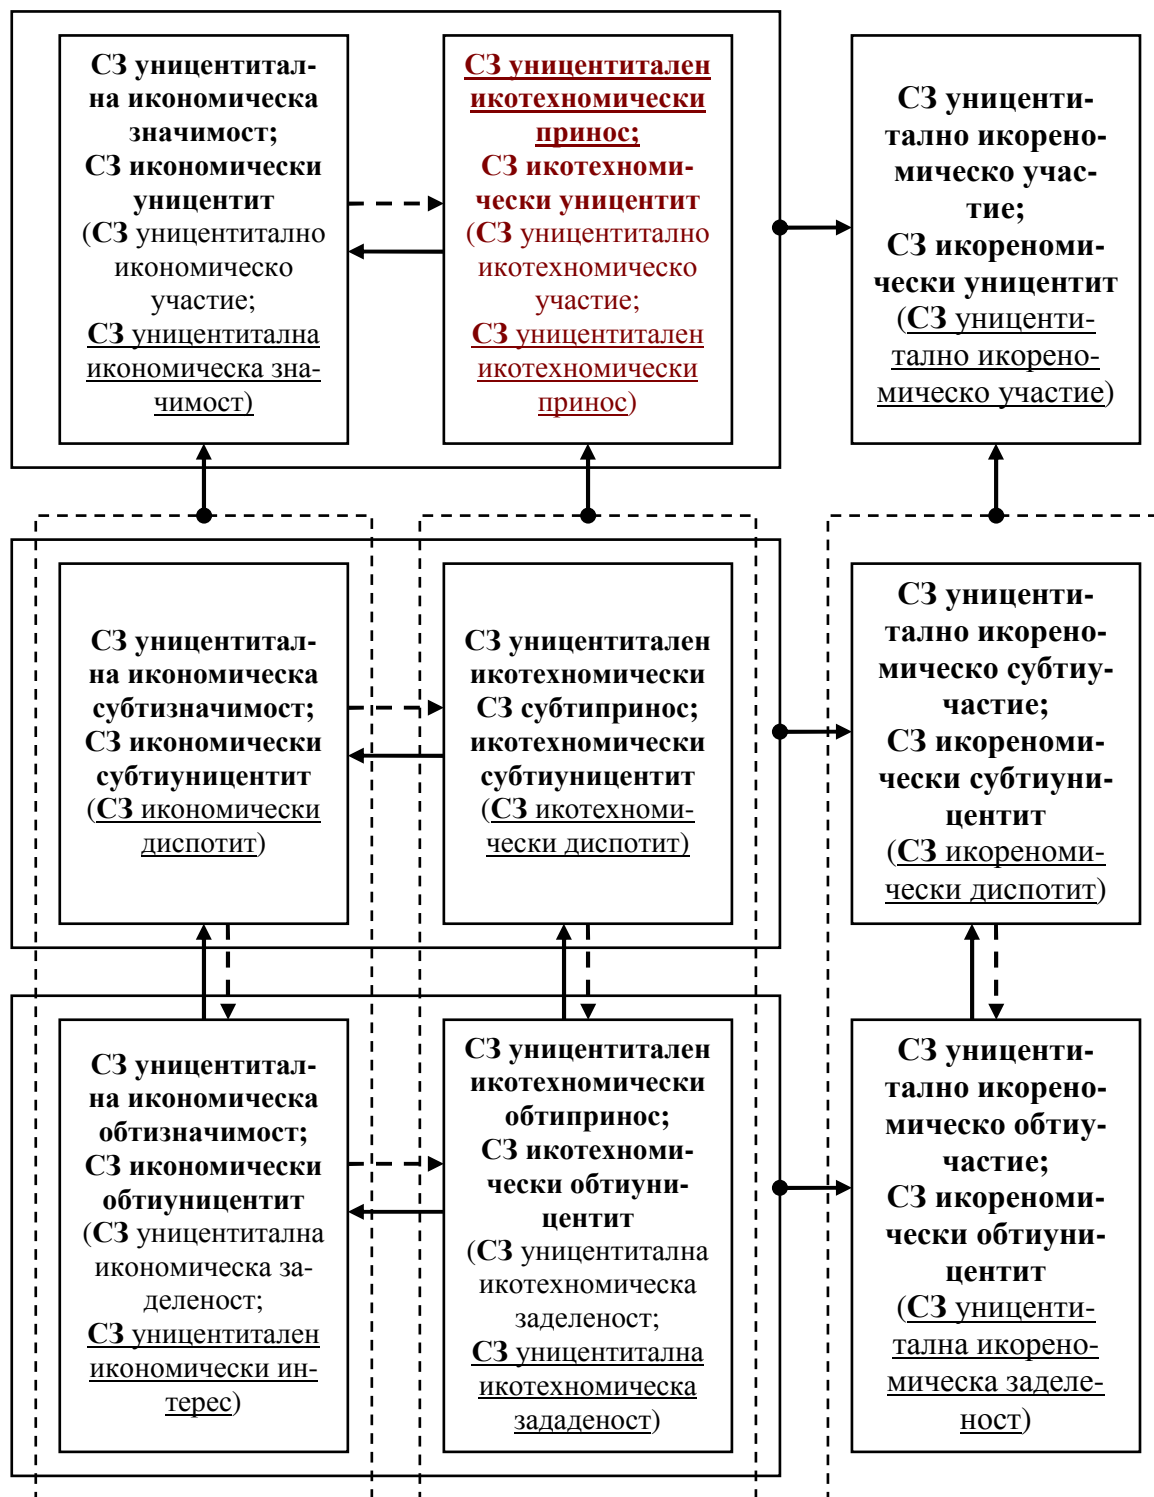 СЗ уницентитал-
на икономическа
значимост;
СЗ икономически
уницентит
(СЗ уницентитално
икономическо
участие;
СЗ уницентитална
икономическа зна-
чимост)
СЗ уницентитален
икотехномически
принос;
СЗ икотехноми-
чески уницентит
(СЗ уницентитално
икотехномическо
участие;
СЗ уницентитален
икотехномически
принос)
СЗ униценти-
тално икорено-
мическо учас-
тие;
СЗ икореноми-
чески уницентит
(СЗ униценти-
тално икорено-
мическо участие)
СЗ уницентитал-
на икономическа
субтизначимост;
СЗ икономически
субтиуницентит
(СЗ икономически
диспотит)
СЗ уницентитален
икотехномически
СЗ субтипринос;
икотехномически
субтиуницентит
(СЗ икотехноми-
чески диспотит)
СЗ униценти-
тално икорено-
мическо субтиу-
частие;
СЗ икореноми-
чески субтиуни-
центит
(СЗ икореноми-
чески диспотит)
СЗ уницентитал-
на икономическа
обтизначимост;
СЗ икономически
обтиуницентит
(СЗ уницентитална
икономическа за-
деленост;
СЗ уницентитален
икономически ин-
терес)
СЗ уницентитален
икотехномически
обтипринос;
СЗ икотехноми-
чески обтиуни-
центит
(СЗ уницентитална
икотехномическа
заделеност;
СЗ уницентитална
икотехномическа
зададеност)
СЗ униценти-
тално икорено-
мическо обтиу-
частие;
СЗ икореноми-
чески обтиуни-
центит
(СЗ униценти-
тална икорено-
мическа заделе-
ност)